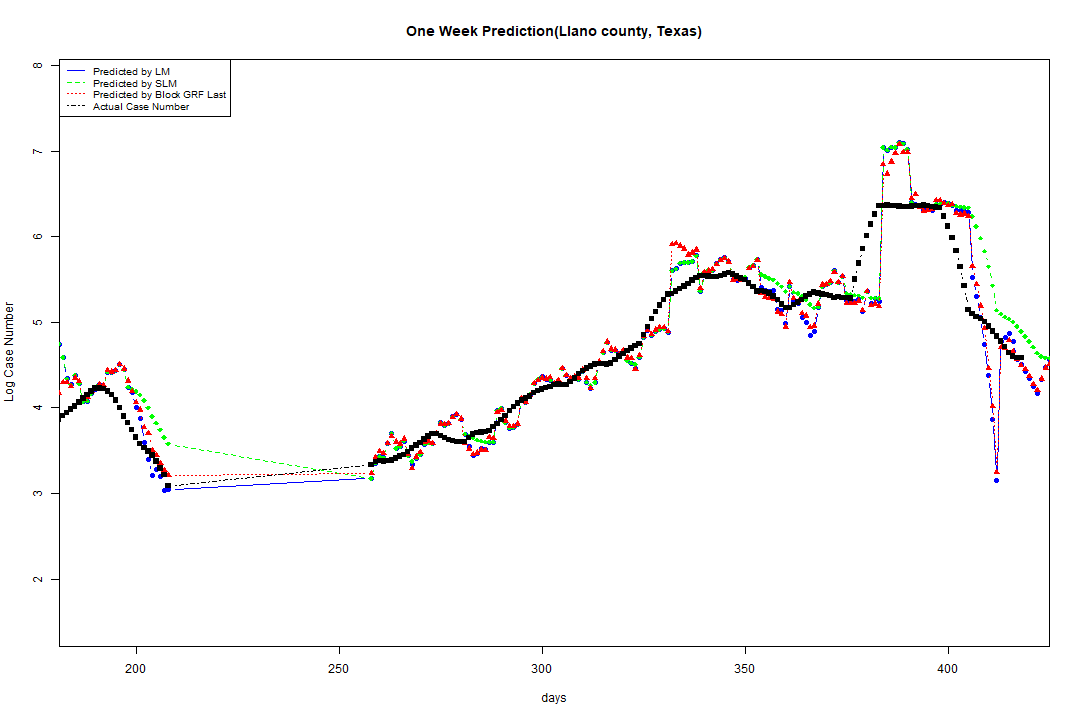 One Week Prediction(Llano county, Texas)
Predicted by LM
Predicted by SLM
Predicted by Block GRF Last
Actual Case Number
Log Case Number
8
7
6
5
4
3
2
200 250 300 350 400
days